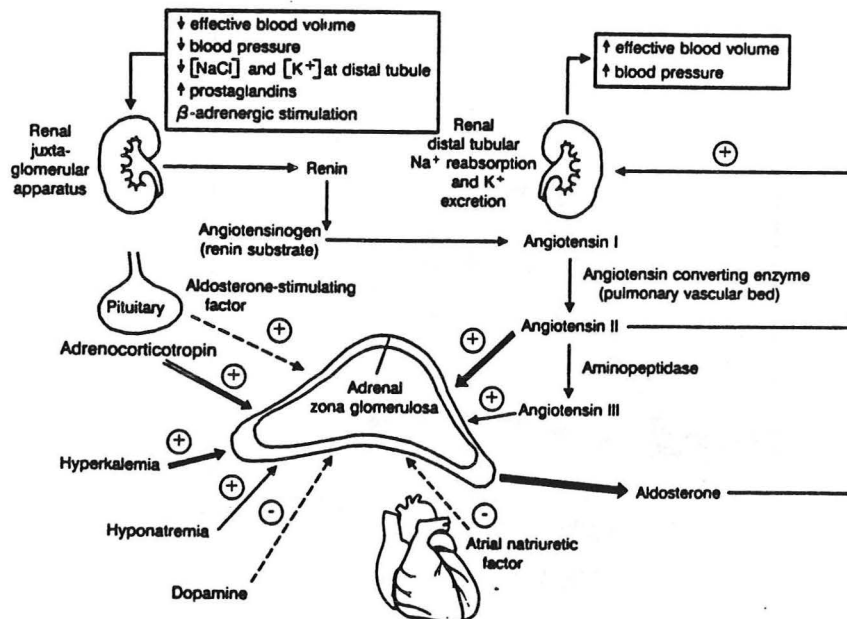 ↓ effective blood volume
↓ blood pressure
↓ [NaCl] and [K+] at distal tubule
↑ prostaglandins
β-adrenergic stimulation
↑ effective blood volume
↑ blood pressure
Renal
juxta-
glomerular
apparatus
Renin
Renal
distal tubular
Na+ reabsorption
and K+
excretion
+
Angiotensinogen
(renin substrate)
Angiotensin I
Angiotensin converting enzyme
(pulmonary vascular bed)
Pituitary
Aldosterone-stimulating
factor
+
Angiotensin II
+
Adrenocorticotropin
+
Aminopeptidase
Adrenal
zona glomerulosa
+
Angiotensin III
Hyperkalemia
+
+
Aldosterone
Hyponatremia
-
-
Atrial natriuretic
factor
Dopamine